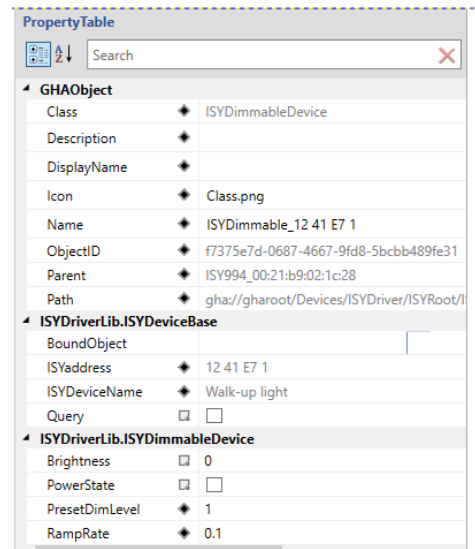 PropertyTable
Search
GHAObject
Class ISYDimmableDevice
Description
DisplayName
Icon Class.png
Name ISYDimmable_12 41 E7 1
ObjectID f7375e7d-0687-4667-9fd8-5bcbb489fe31
Parent ISY994_00:21:b9:02:1c:28
Path gha://gharoot/Devices/ISYDriver/ISYRoot/I
ISYDriverLib.ISYDeviceBase
BoundObject
ISYaddress 12 41 E7 1
ISYDeviceName Walk-up light
Query
ISYDriverLib.ISYDimmableDevice
Brightness 0
PowerState
PresetDimLevel 1
RampRate 0.1